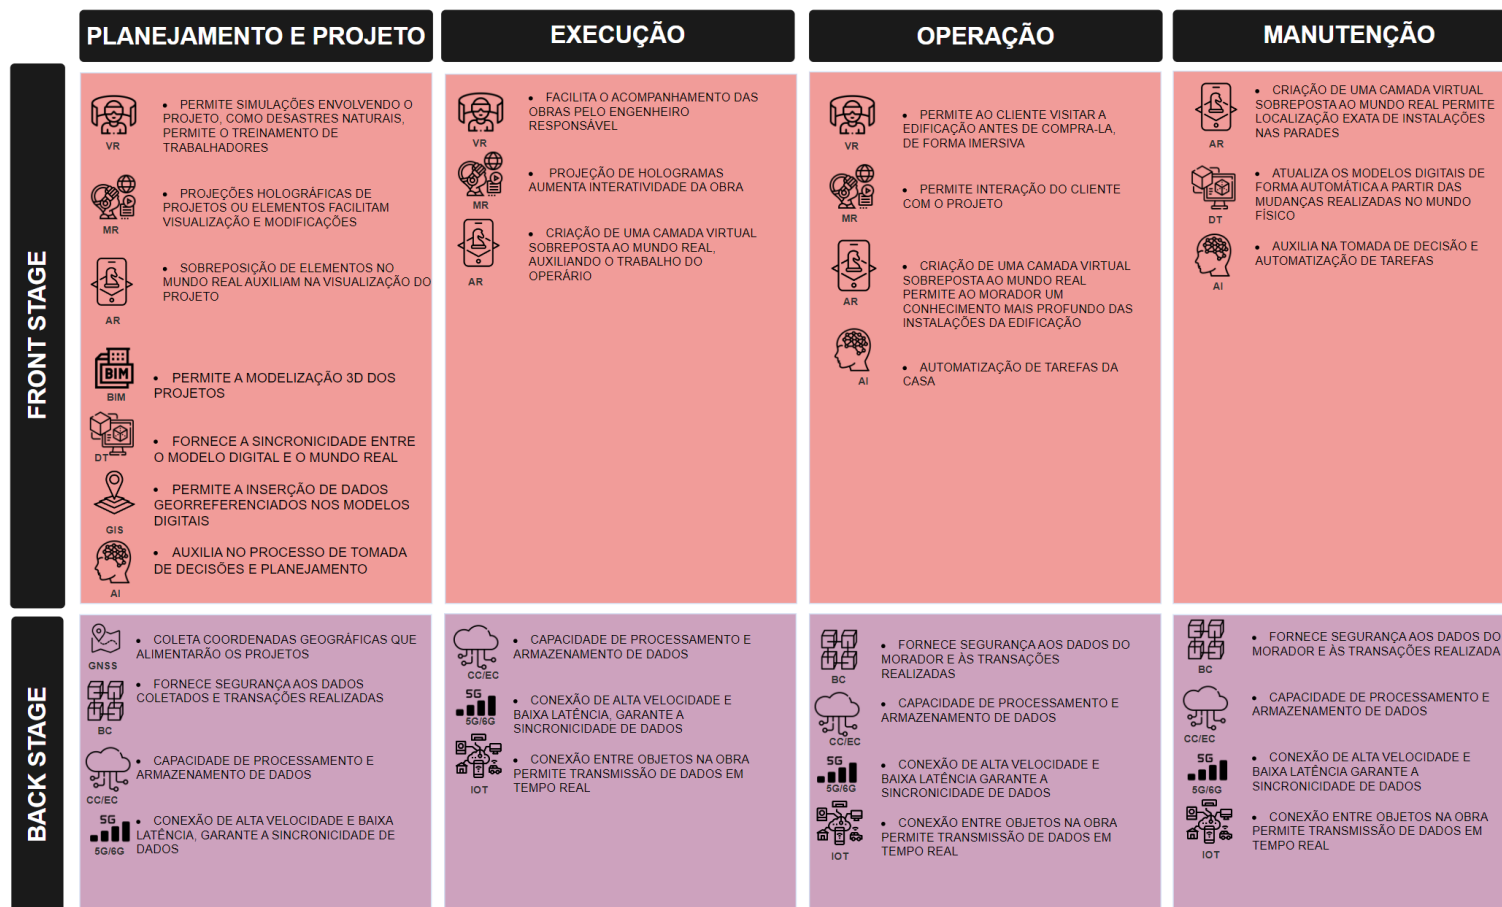 PLANEJAMENTO E PROJETO
EXECUÇÃO
OPERAÇÃO
MANUTENÇÃO
FRONT STAGE
VR
• PERMITE SIMULAÇÕES ENVOLVENDO O
PROJETO, COMO DESASTRES NATURAIS,
PERMITE O TREINAMENTO DE
TRABALHADORES
MR
• PROJEÇÕES HOLOGRÁFICAS DE
PROJETOS OU ELEMENTOS FACILITAM
VISUALIZAÇÃO E MODIFICAÇÕES
AR
• SOBREPOSIÇÃO DE ELEMENTOS NO
MUNDO REAL AUXILIAM NA VISUALIZAÇÃO DO
PROJETO
BIM
BIM
• PERMITE A MODELIZAÇÃO 3D DOS
PROJETOS
DT
• FORNECE A SINCRONICIDADE ENTRE
O MODELO DIGITAL E O MUNDO REAL
GIS
• PERMITE A INSERÇÃO DE DADOS
GEORREFERENCIADOS NOS MODELOS
DIGITAIS
AI
• AUXILIA NO PROCESSO DE TOMADA
DE DECISÕES E PLANEJAMENTO
VR
• FACILITA O ACOMPANHAMENTO DAS
OBRAS PELO ENGENHEIRO
RESPONSÁVEL
MR
• PROJEÇÃO DE HOLOGRAMAS
AUMENTA INTERATIVIDADE DA OBRA
AR
• CRIAÇÃO DE UMA CAMADA VIRTUAL
SOBREPOSTA AO MUNDO REAL,
AUXILIANDO O TRABALHO DO
OPERÁRIO
VR
• PERMITE AO CLIENTE VISITAR A
EDIFICAÇÃO ANTES DE COMPRA-LA,
DE FORMA IMERSIVA
MR
• PERMITE INTERAÇÃO DO CLIENTE
COM O PROJETO
AR
• CRIAÇÃO DE UMA CAMADA VIRTUAL
SOBREPOSTA AO MUNDO REAL
PERMITE AO MORADOR UM
CONHECIMENTO MAIS PROFUNDO DAS
INSTALAÇÕES DA EDIFICAÇÃO
AI
• AUTOMATIZAÇÃO DE TAREFAS DA
CASA
AR
• CRIAÇÃO DE UMA CAMADA VIRTUAL
SOBREPOSTA AO MUNDO REAL PERMITE
LOCALIZAÇÃO EXATA DE INSTALAÇÕES
NAS PARADES
DT
• ATUALIZA OS MODELOS DIGITAIS DE
FORMA AUTOMÁTICA A PARTIR DAS
MUDANÇAS REALIZADAS NO MUNDO
FÍSICO
AI
• AUXILIA NA TOMADA DE DECISÃO E
AUTOMATIZAÇÃO DE TAREFAS
BACK STAGE
GNSS
• COLETA COORDENADAS GEOGRÁFICAS QUE
ALIMENTARÃO OS PROJETOS
BC
• FORNECE SEGURANÇA AOS DADOS
COLETADOS E TRANSAÇÕES REALIZADAS
CC/EC
• CAPACIDADE DE PROCESSAMENTO E
ARMAZENAMENTO DE DADOS
5G
5G/6G
• CONEXÃO DE ALTA VELOCIDADE E BAIXA
LATÊNCIA, GARANTE A SINCRONICIDADE DE
DADOS
CC/EC
• CAPACIDADE DE PROCESSAMENTO E
ARMAZENAMENTO DE DADOS
5G
5G/6G
• CONEXÃO DE ALTA VELOCIDADE E
BAIXA LATÊNCIA, GARANTE A
SINCRONICIDADE DE DADOS
IOT
• CONEXÃO ENTRE OBJETOS NA OBRA
PERMITE TRANSMISSÃO DE DADOS EM
TEMPO REAL
BC
• FORNECE SEGURANÇA AOS DADOS DO
MORADOR E ÀS TRANSAÇÕES
REALIZADAS
CC/EC
• CAPACIDADE DE PROCESSAMENTO E
ARMAZENAMENTO DE DADOS
5G
5G/6G
• CONEXÃO DE ALTA VELOCIDADE E
BAIXA LATÊNCIA GARANTE A
SINCRONICIDADE DE DADOS
IOT
• CONEXÃO ENTRE OBJETOS NA OBRA
PERMITE TRANSMISSÃO DE DADOS EM
TEMPO REAL
BC
• FORNECE SEGURANÇA AOS DADOS DO
MORADOR E ÀS TRANSAÇÕES REALIZADA
CC/EC
• CAPACIDADE DE PROCESSAMENTO E
ARMAZENAMENTO DE DADOS
5G
5G/6G
• CONEXÃO DE ALTA VELOCIDADE E
BAIXA LATÊNCIA GARANTE A
SINCRONICIDADE DE DADOS
IOT
• CONEXÃO ENTRE OBJETOS NA OBRA
PERMITE TRANSMISSÃO DE DADOS EM
TEMPO REAL